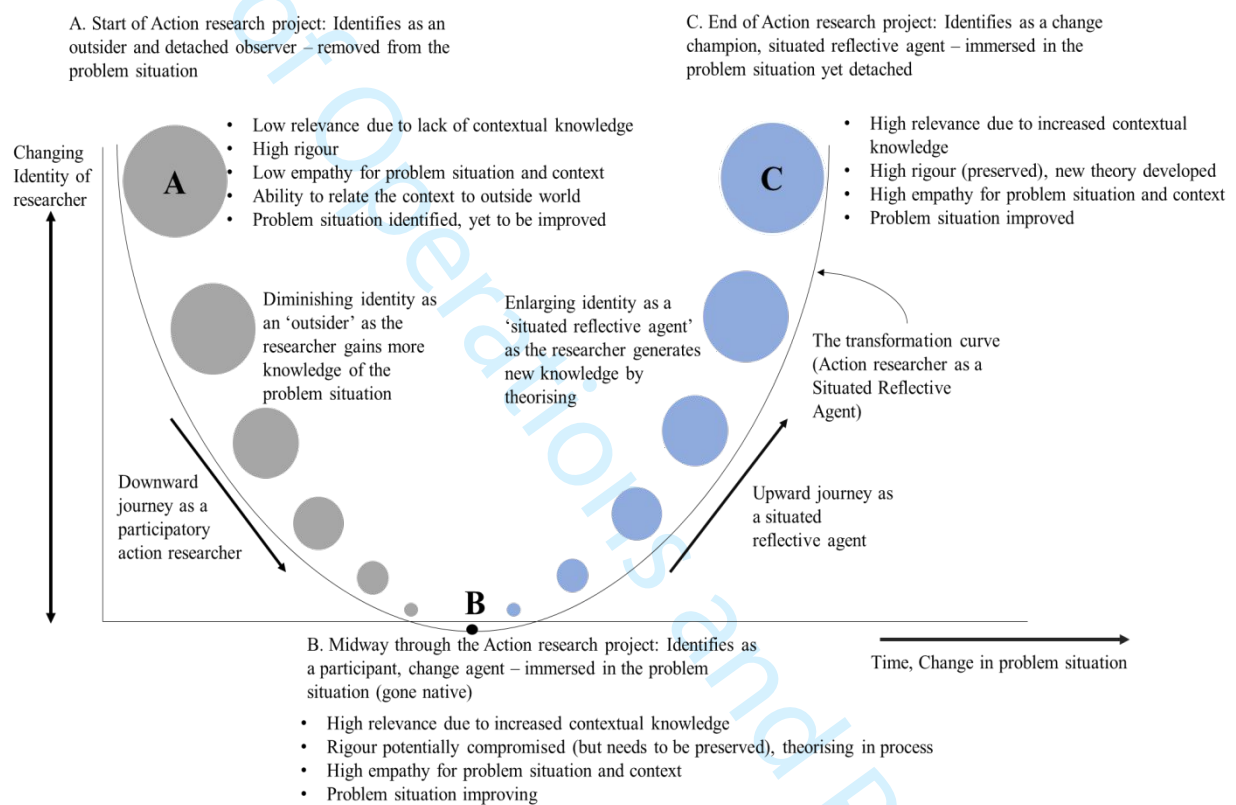 A. Start of Action research project: Identifies as an
outsider and detached observer – removed from the
problem situation
C. End of Action research project: Identifies as a change
champion, situated reflective agent – immersed in the
problem situation yet detached
Changing
Identity of
researcher
A
• Low relevance due to lack of contextual knowledge
• High rigour
• Low empathy for problem situation and context
• Ability to relate the context to outside world
• Problem situation identified, yet to be improved
C
• High relevance due to increased contextual
knowledge
• High rigour (preserved), new theory developed
• High empathy for problem situation and context
• Problem situation improved
Diminishing identity as
an ‘outsider’ as the
researcher gains more
knowledge of the
problem situation
Enlarging identity as a
‘situated reflective agent’
as the researcher generates
new knowledge by
theorising
The transformation curve
(Action researcher as a
Situated Reflective
Agent)
Downward
journey as a
participatory
action researcher
Upward journey as
a situated
reflective agent
B
B. Midway through the Action research project: Identifies as
a participant, change agent – immersed in the problem
situation (gone native)
• High relevance due to increased contextual knowledge
• Rigour potentially compromised (but needs to be preserved), theorising in process
• High empathy for problem situation and context
• Problem situation improving
Time, Change in problem situation
of Operations and